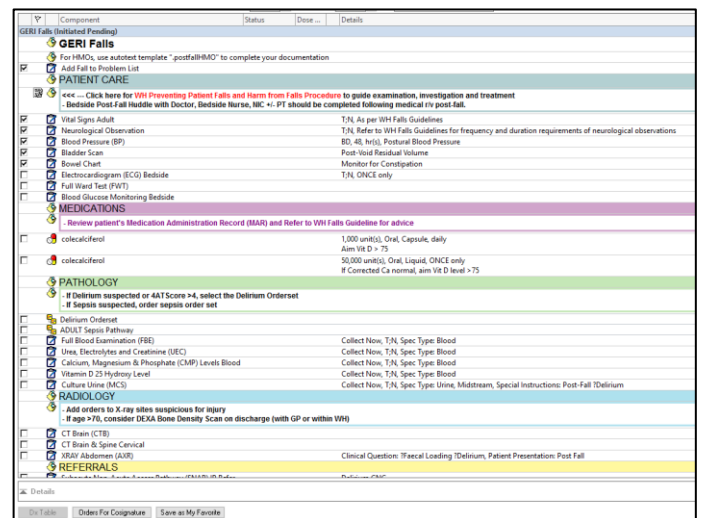 Component Status Dose ... Details
GERI Falls (Initiated Pending)
GERI Falls
For HMOs, use autotext template ".postfallHMO" to complete your documentation
Add Fall to Problem List
PATIENT CARE
<<< --- Click here for WH Preventing Patient Falls and Harm from Falls Procedure to guide examination, investigation and treatment
- Bedside Post-Fall Huddle with Doctor, Bedside Nurse, NIC +/- PT should be completed following medical r/v post-fall.
Vital Signs Adult T;N, As per WH Falls Guidelines
Neurological Observation T;N, Refer to WH Falls Guidelines for frequency and duration requirements of neurological observations
Blood Pressure (BP) BD, 48, hr(s), Postural Blood Pressure
Bladder Scan Post-Void Residual Volume
Bowel Chart Monitor for Constipation
Electrocardiogram (ECG) Bedside T;N, ONCE only
Full Ward Test (FWT)
Blood Glucose Monitoring Bedside
MEDICATIONS
- Review patient's Medication Administration Record (MAR) and Refer to WH Falls Guideline for advice
colecalciferol 1,000 unit(s), Oral, Capsule, daily
Aim Vit D > 75
colecalciferol 50,000 unit(s), Oral, Liquid, ONCE only
If Corrected Ca normal, aim Vit D level >75
PATHOLOGY
- If Delirium suspected or 4ATScore >4, select the Delirium Orderset
- If Sepsis suspected, order sepsis order set
Delirium Orderset
ADULT Sepsis Pathway
Full Blood Examination (FBE) Collect Now, T;N, Spec Type: Blood
Urea, Electrolytes and Creatinine (UEC) Collect Now, T;N, Spec Type: Blood
Calcium, Magnesium & Phosphate (CMP) Levels Blood Collect Now, T;N, Spec Type: Blood
Vitamin D 25 Hydroxy Level Collect Now, T;N, Spec Type: Blood
Culture Urine (MCS) Collect Now, T;N, Spec Type: Urine, Midstream, Special Instructions: Post-Fall ?Delirium
RADIOLOGY
- Add orders to X-ray sites suspicious for injury
- If age >70, consider DEXA Bone Density Scan on discharge (with GP or within WH)
CT Brain (CTB)
CT Brain & Spine Cervical
XRAY Abdomen (AXR) Clinical Question: ?Faecal Loading ?Delirium, Patient Presentation: Post Fall
REFERRALS
Details
Dx Table Orders For Cosignature Save as My Favorite